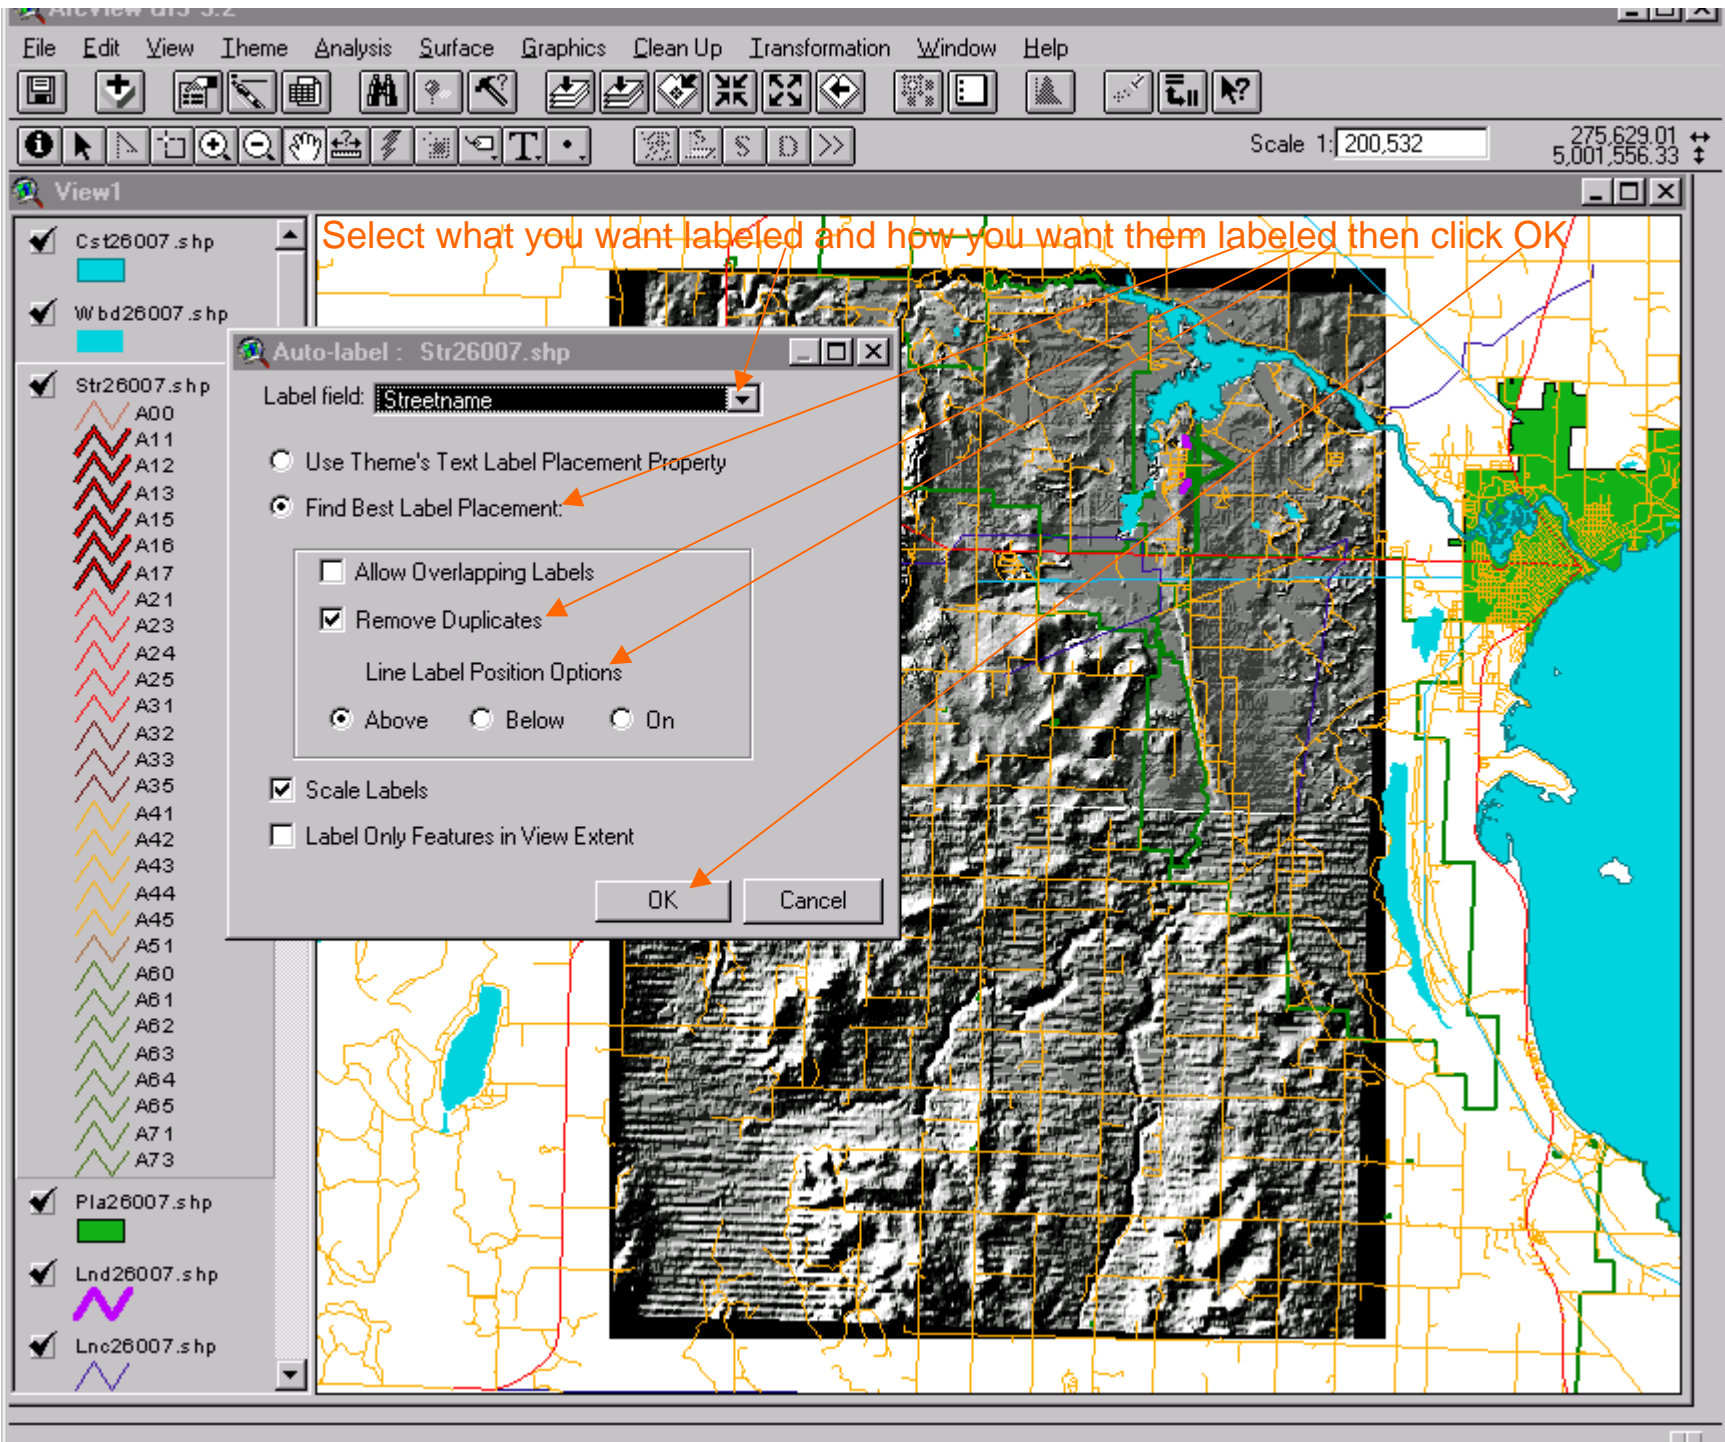 ArcView GIS 3.2
File Edit View Theme Analysis Surface Graphics Clean Up Transformation Window Help
T. S D >> Scale 1: 200,532 275,629.01
5,001,556.33
View1
Select what you want labeled and how you want them labeled then click OK
Cst26007.shp
Wbd26007.shp
Str26007.shp
A00
A11
A12
A13
A15
A16
A17
A21
A23
A24
A25
A31
A32
A33
A35
A41
A42
A43
A44
A45
A51
A60
A61
A62
A63
A64
A65
A71
A73
Pla26007.shp
Lnd26007.shp
Lnc26007.shp
Auto-label : Str26007.shp
Label field: Streetname
Use Theme's Text Label Placement Property
Find Best Label Placement:
Allow Overlapping Labels
Remove Duplicates
Line Label Position Options
Above Below On
Scale Labels
Label Only Features in View Extent
OK Cancel